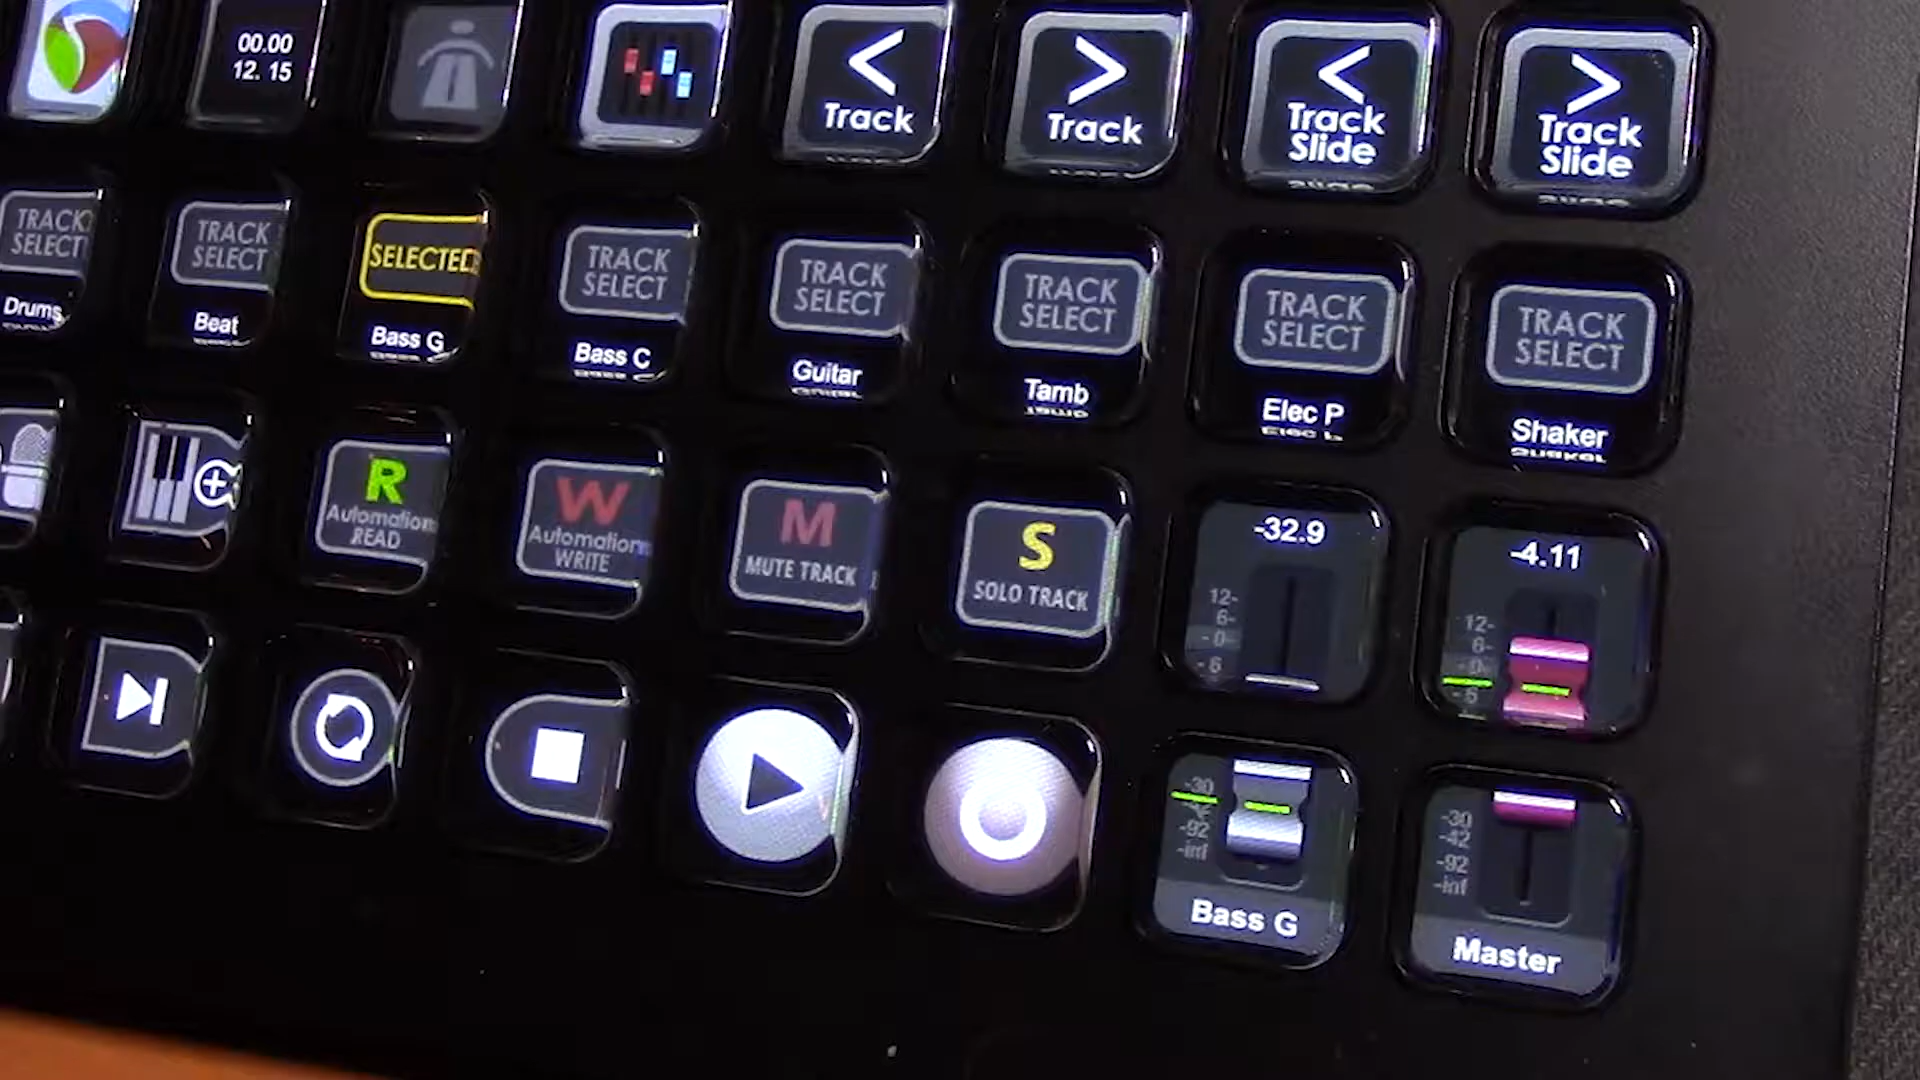 00.00
12. 15
Track
Track
Track
Slide
Track
Slide
TRACK
SELECT
Drums
TRACK
SELECT
Beat
SELECTED
Bass G
TRACK
SELECT
Bass C
TRACK
SELECT
Guitar
TRACK
SELECT
Tamb
TRACK
SELECT
Elec P
TRACK
SELECT
Shaker
R
Automation
READ
W
Automation
WRITE
M
MUTE TRACK
S
SOLO TRACK
-32.9
12-
6-
-0-
-6
-4.11
12-
6-
-0-
-6
-30
-92
-inf
Bass G
-30
-42
-92
-inf
Master